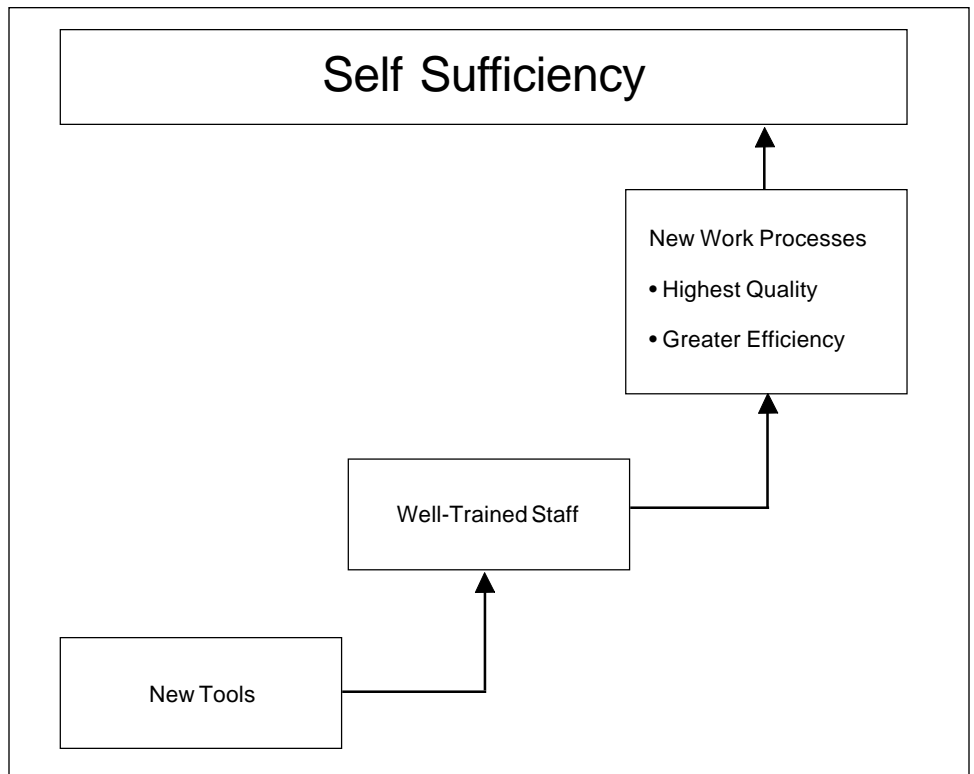 Self Sufficiency
New Work Processes
• Highest Quality
• Greater Efficiency
Well-Trained Staff
New Tools